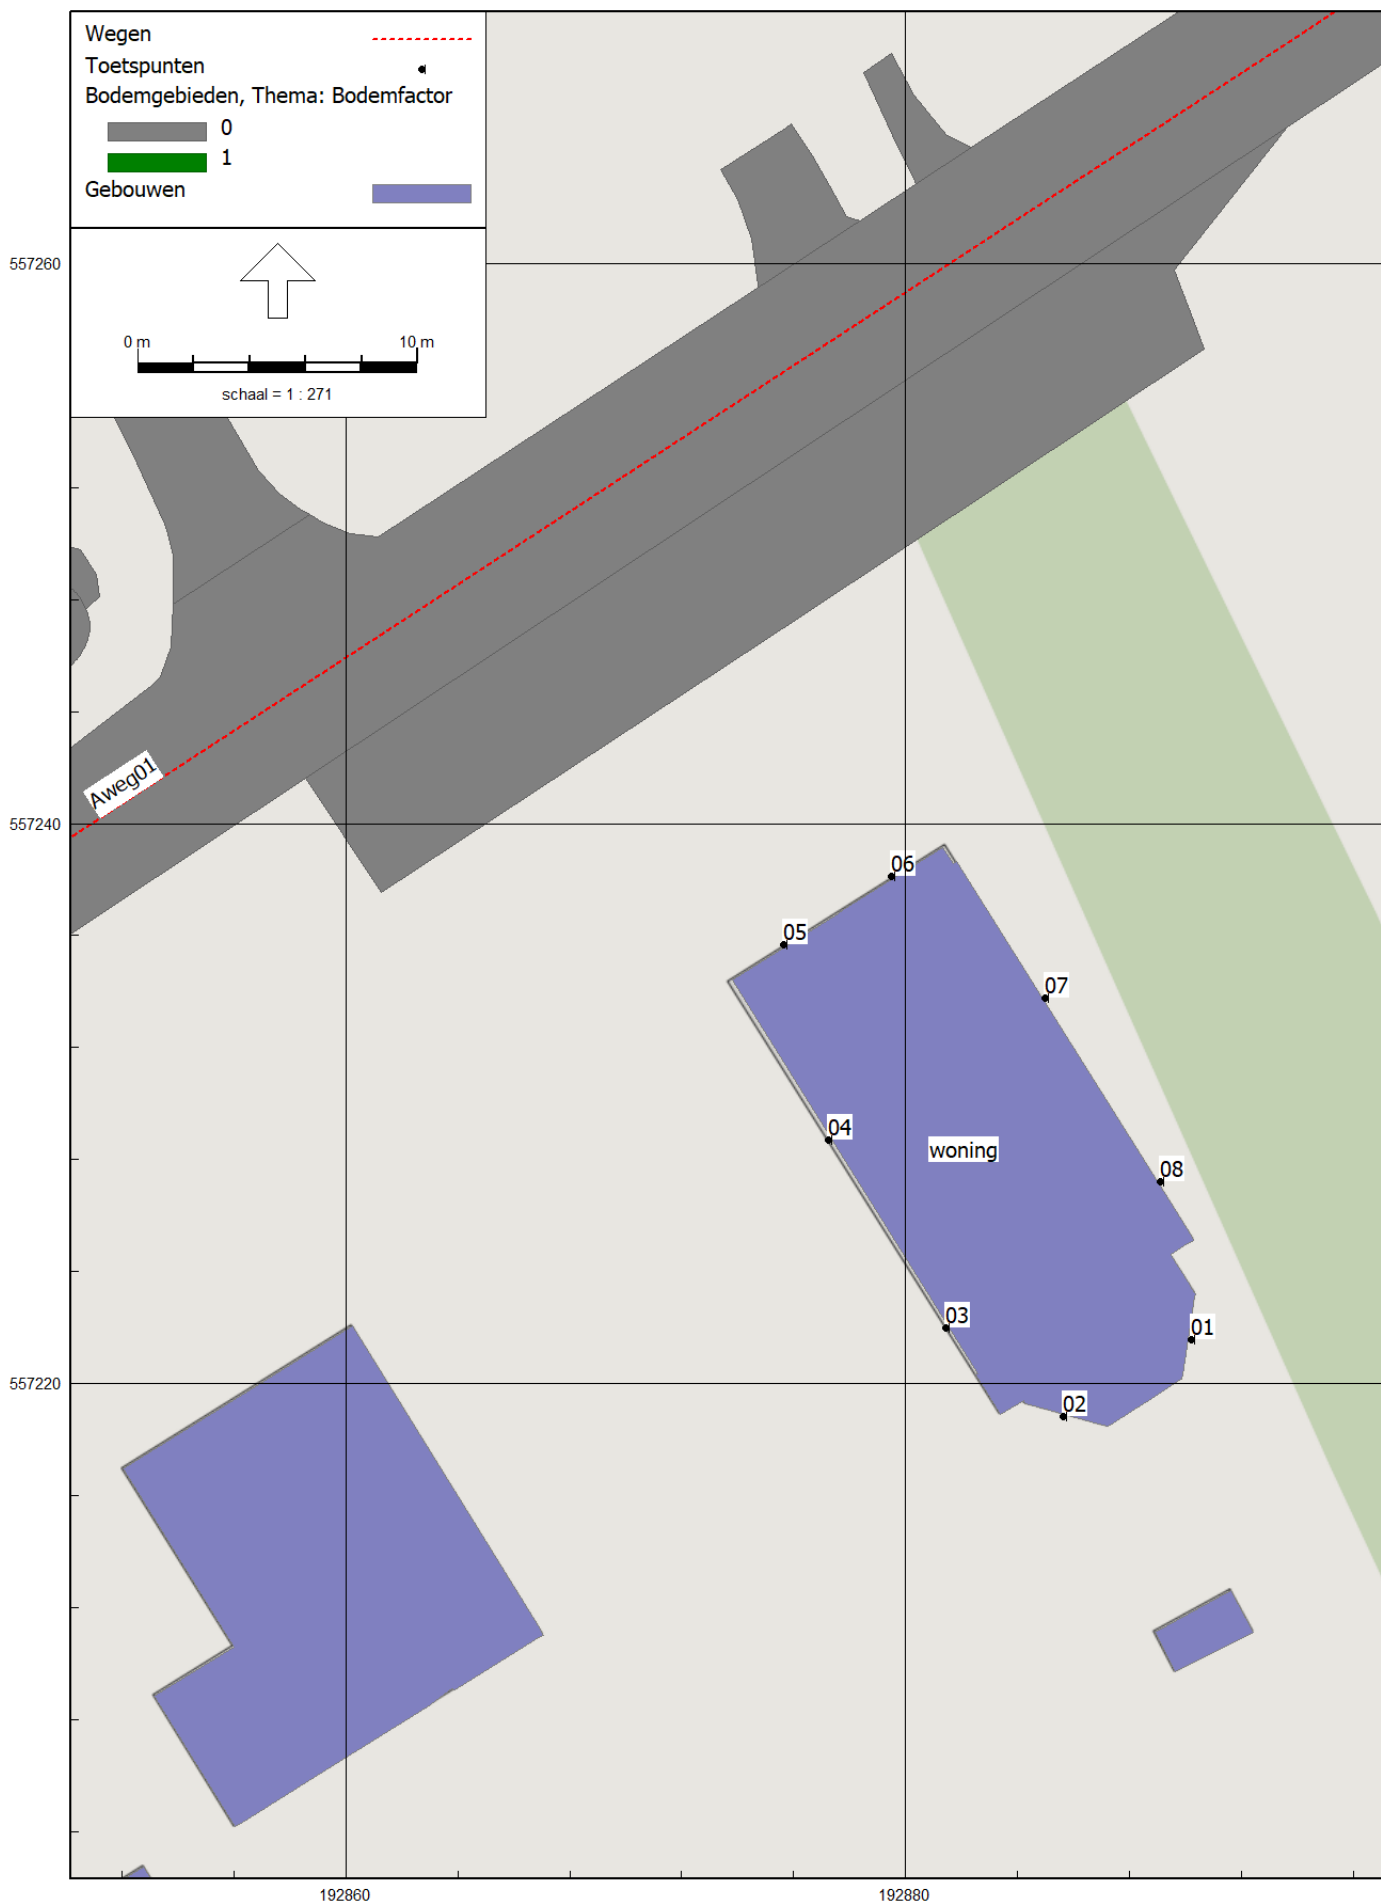 Wegen
Toetspunten
Bodemgebieden, Thema: Bodemfactor
0
1
Gebouwen
557260
0 m 10 m
schaal = 1 : 271
Aweg01
557240
06
05
07
04
woning
08
03
01
557220
02
192860 192880